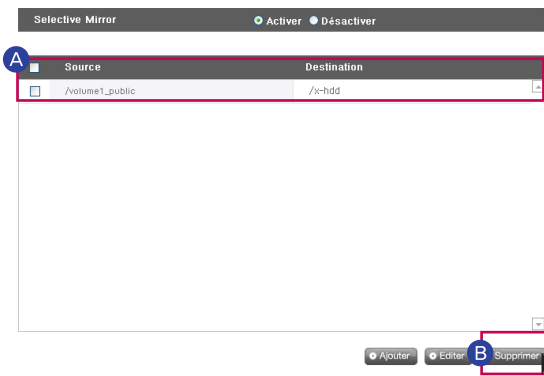 Selective Mirror Activer Désactiver
A
Source Destination
/volume1_public /x-hdd
Ajouter Editer B Supprimer